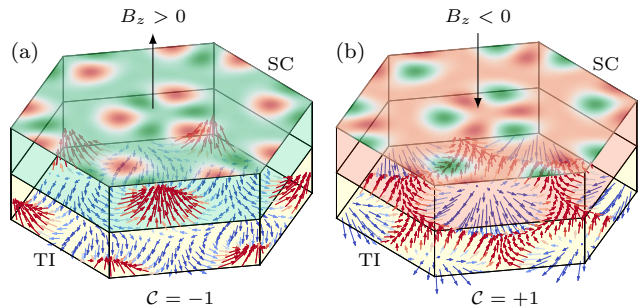 (a)
B_z > 0
SC
TI
C = −1
(b)
B_z < 0
SC
TI
C = +1